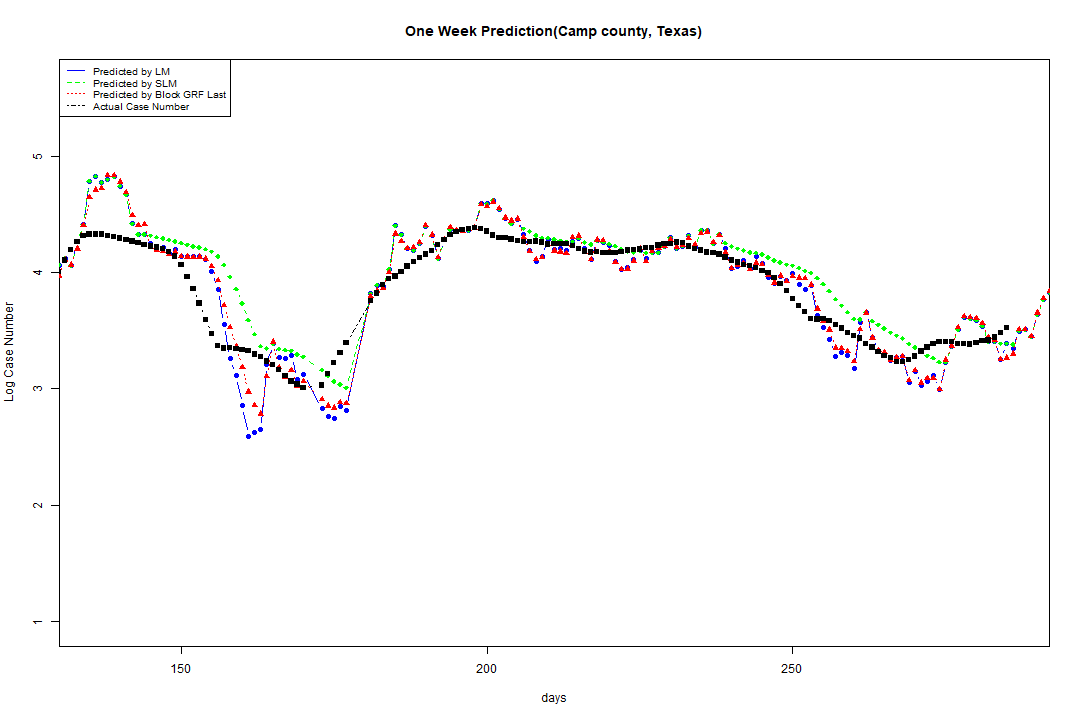 One Week Prediction(Camp county, Texas)
Predicted by LM
Predicted by SLM
Predicted by Block GRF Last
Actual Case Number
5
4
3
2
1
Log Case Number
150 200 250
days